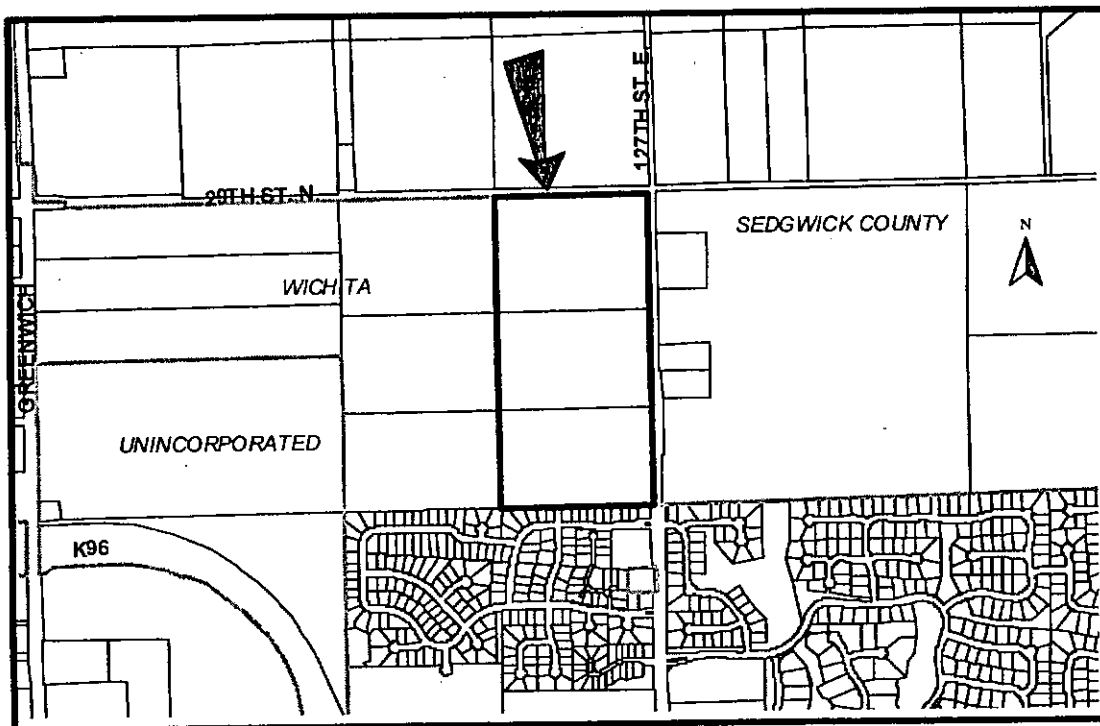 127TH ST. E
29TH ST. N
SEDGWICK COUNTY
N
WICHITA
GREENWICH
UNINCORPORATED
K96